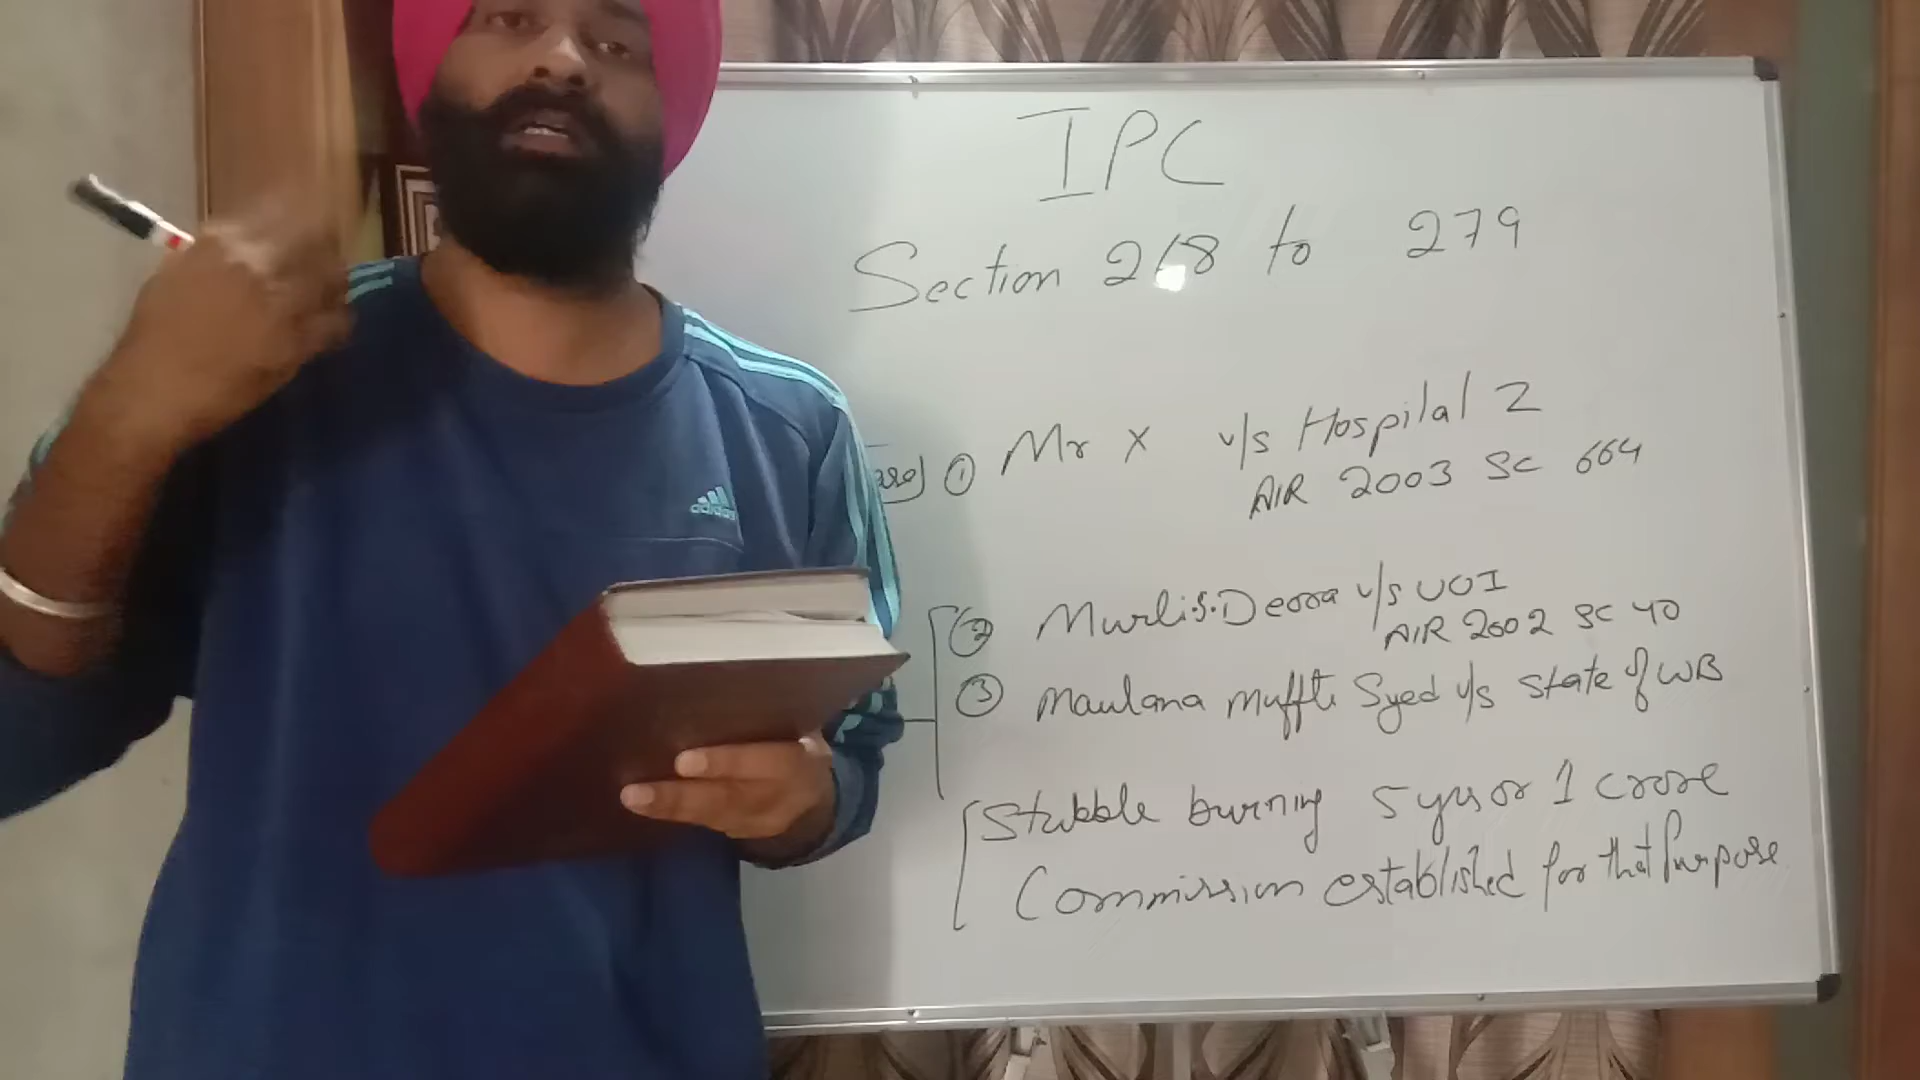 IPC
Section 268 to 279
① Mr X v/s Hospital Z
AIR 2003 SC 664
② Murli.S.Deora v/s UOI
AIR 2002 SC 40
③ Maulana Muffti Syed v/s State of WB
Stubble burning 5 yrs or 1 crore
Commission established for that Purpose
adidas